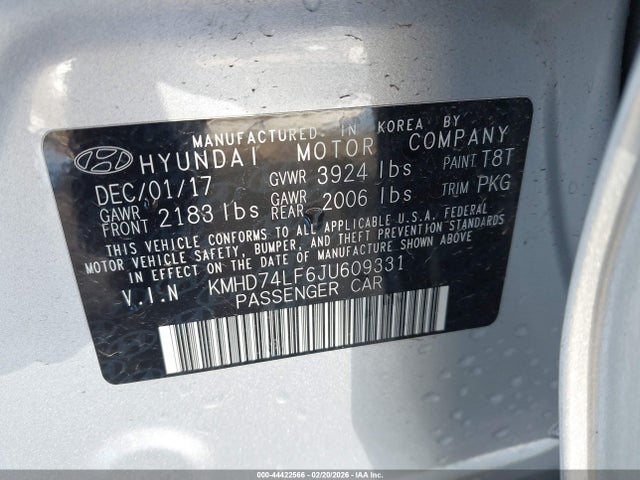 MANUFACTURED IN KOREA BY
HYUNDAI MOTOR COMPANY
DEC/01/17 GVWR 3924 lbs PAINT T8T
GAWR FRONT 2183 lbs GAWR REAR 2006 lbs TRIM PKG
THIS VEHICLE CONFORMS TO ALL APPLICABLE U.S.A. FEDERAL
MOTOR VEHICLE SAFETY, BUMPER, AND THEFT PREVENTION STANDARDS
IN EFFECT ON THE DATE OF MANUFACTURE SHOWN ABOVE.
V.I.N KMHD74LF6JU609331
PASSENGER CAR
000-44422566 - 02/20/2026 - COPYRIGHT IAA, LLC.